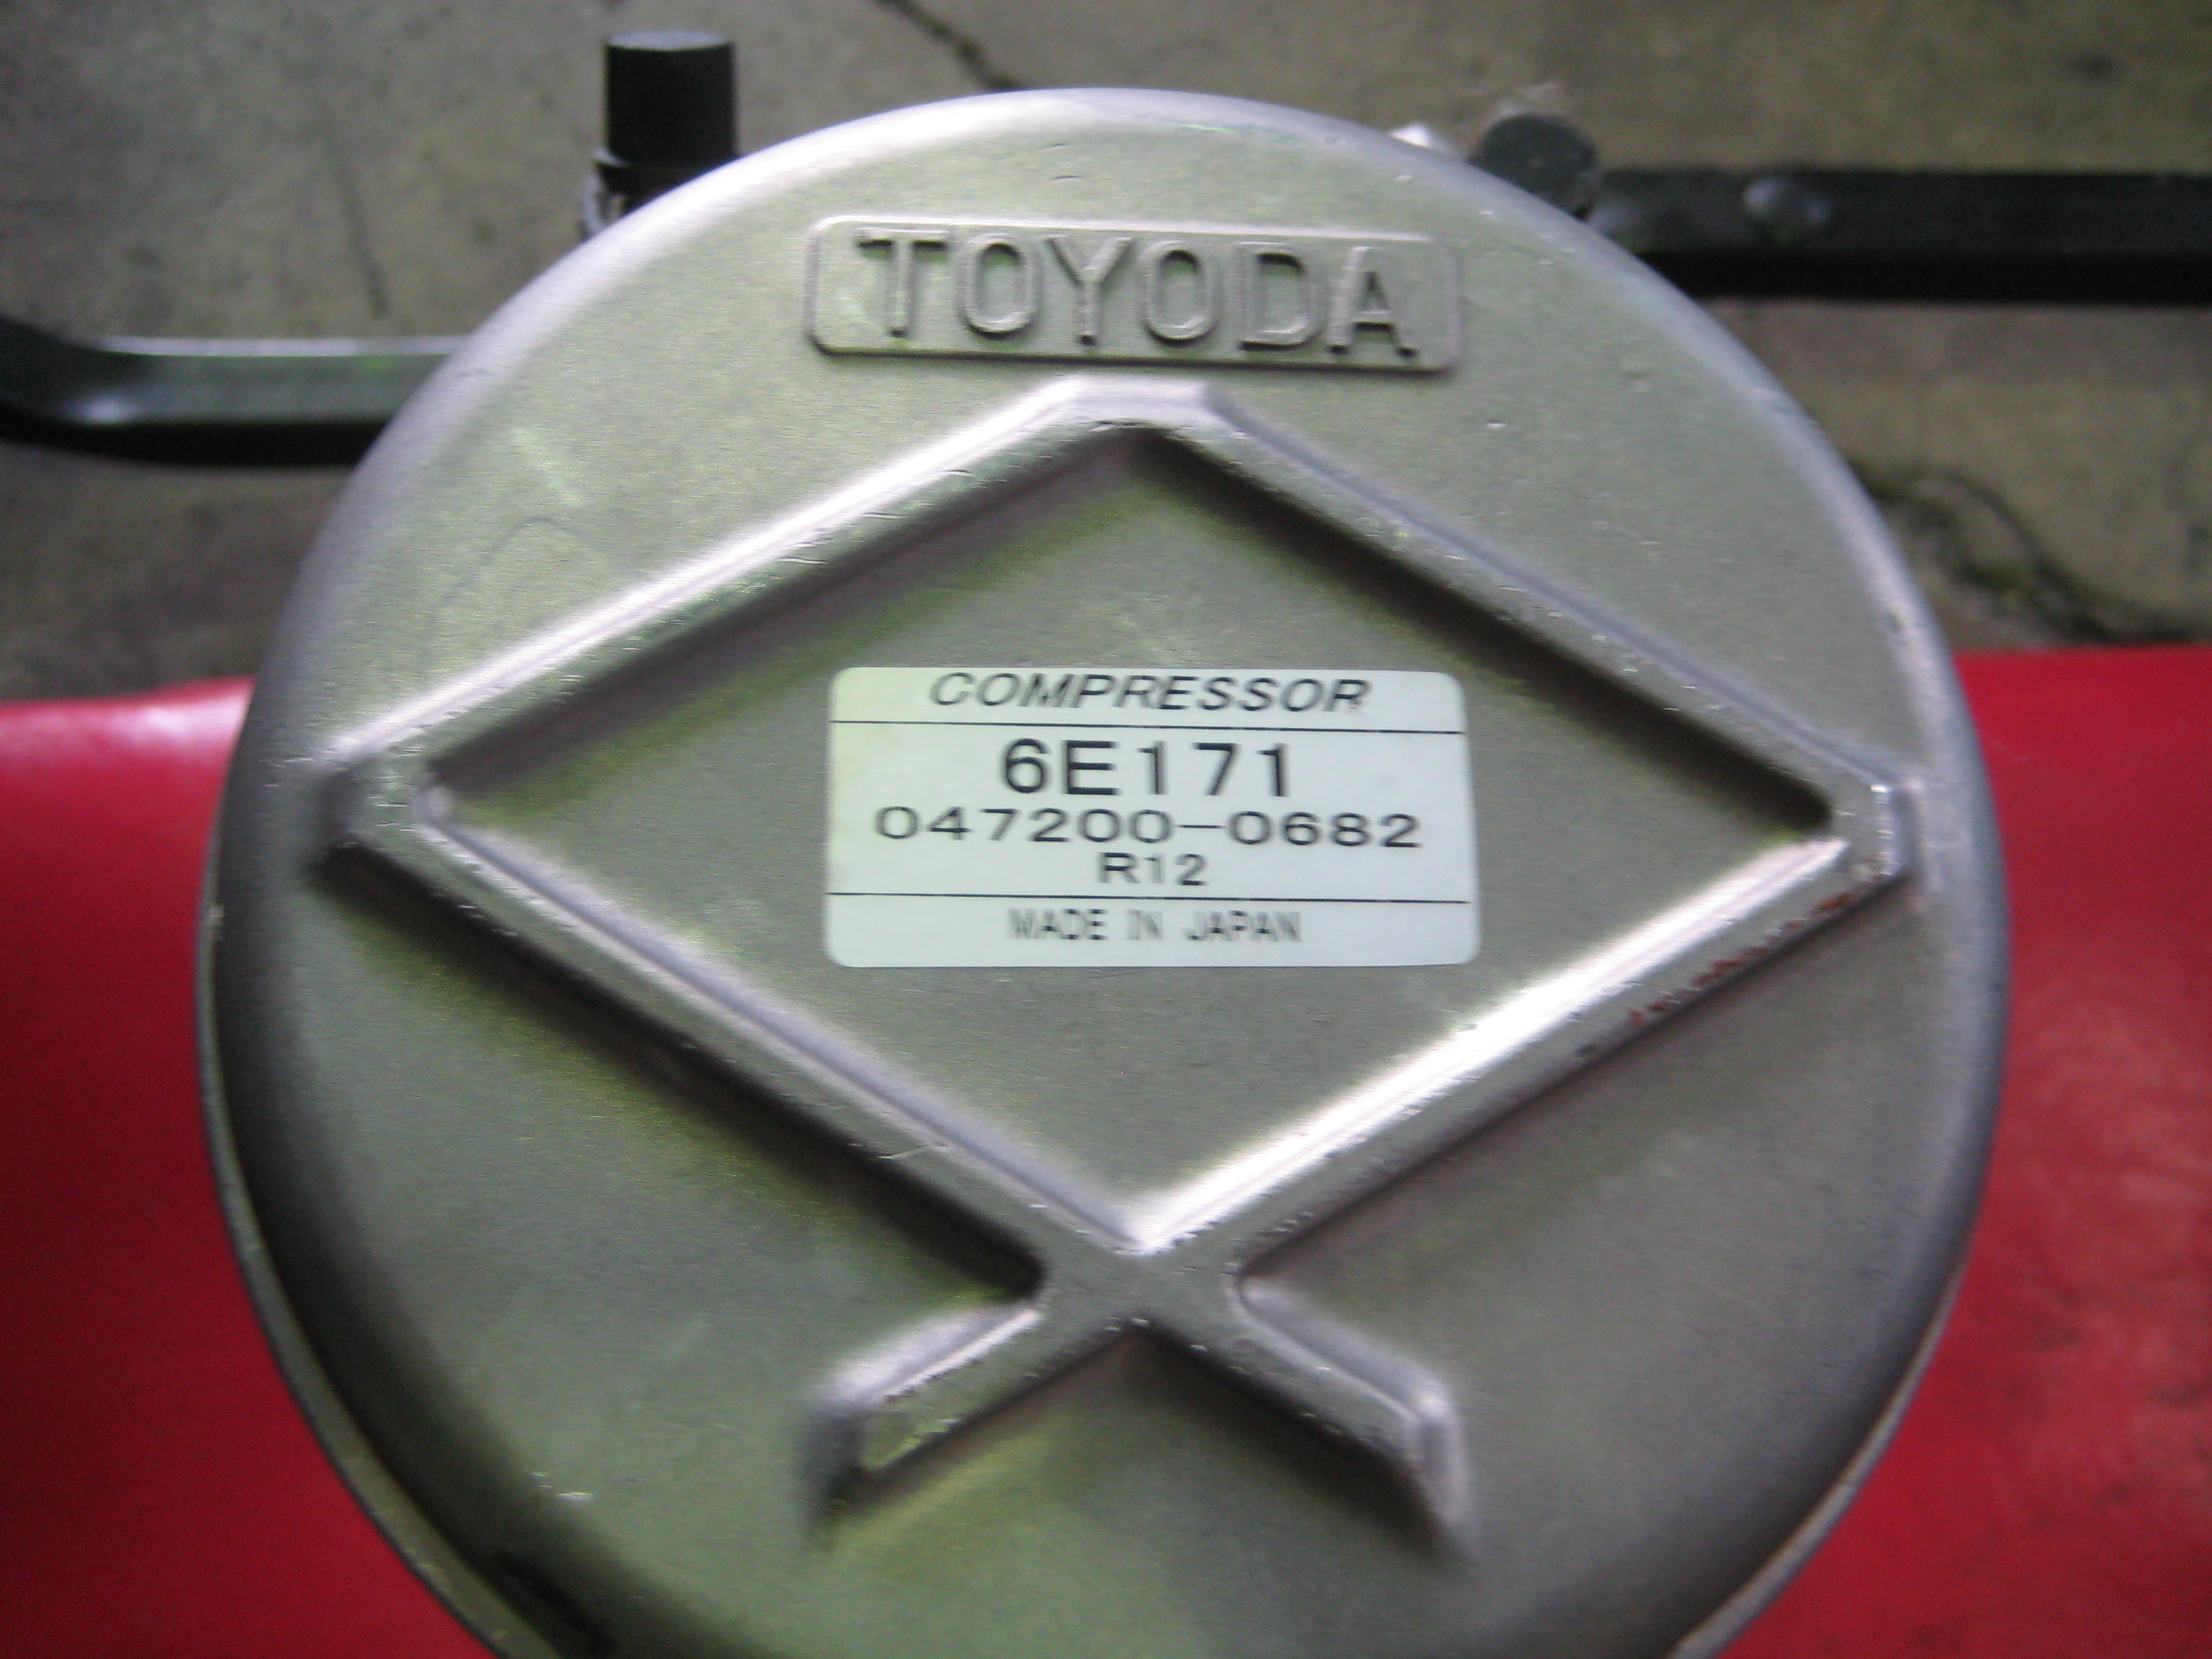 TOYODA
COMPRESSOR
6E171
047200-0682
R12
MADE IN JAPAN